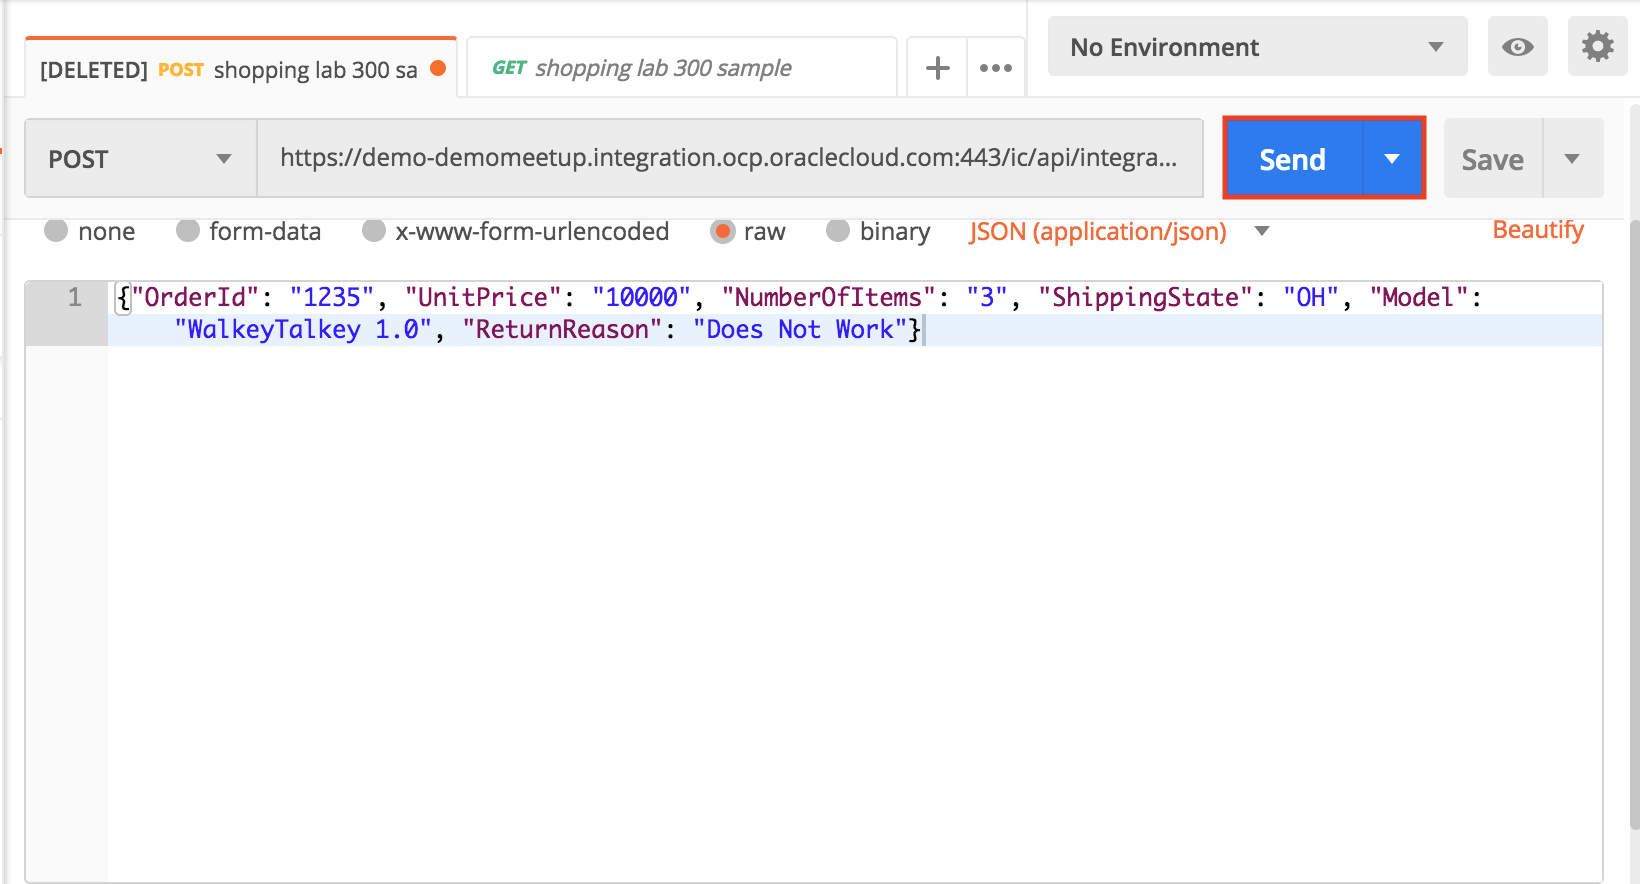 [DELETED] POST shopping lab 300 sa
GET shopping lab 300 sample
No Environment
POST
https://demo-demomeetup.integration.ocp.oraclecloud.com:443/ic/api/integra...
Send
Save
none
form-data
x-www-form-urlencoded
raw
binary
JSON (application/json)
Beautify
1
{"OrderId": "1235", "UnitPrice": "10000", "NumberOfItems": "3", "ShippingState": "OH", "Model":
"WalkeyTalkey 1.0", "ReturnReason": "Does Not Work"}